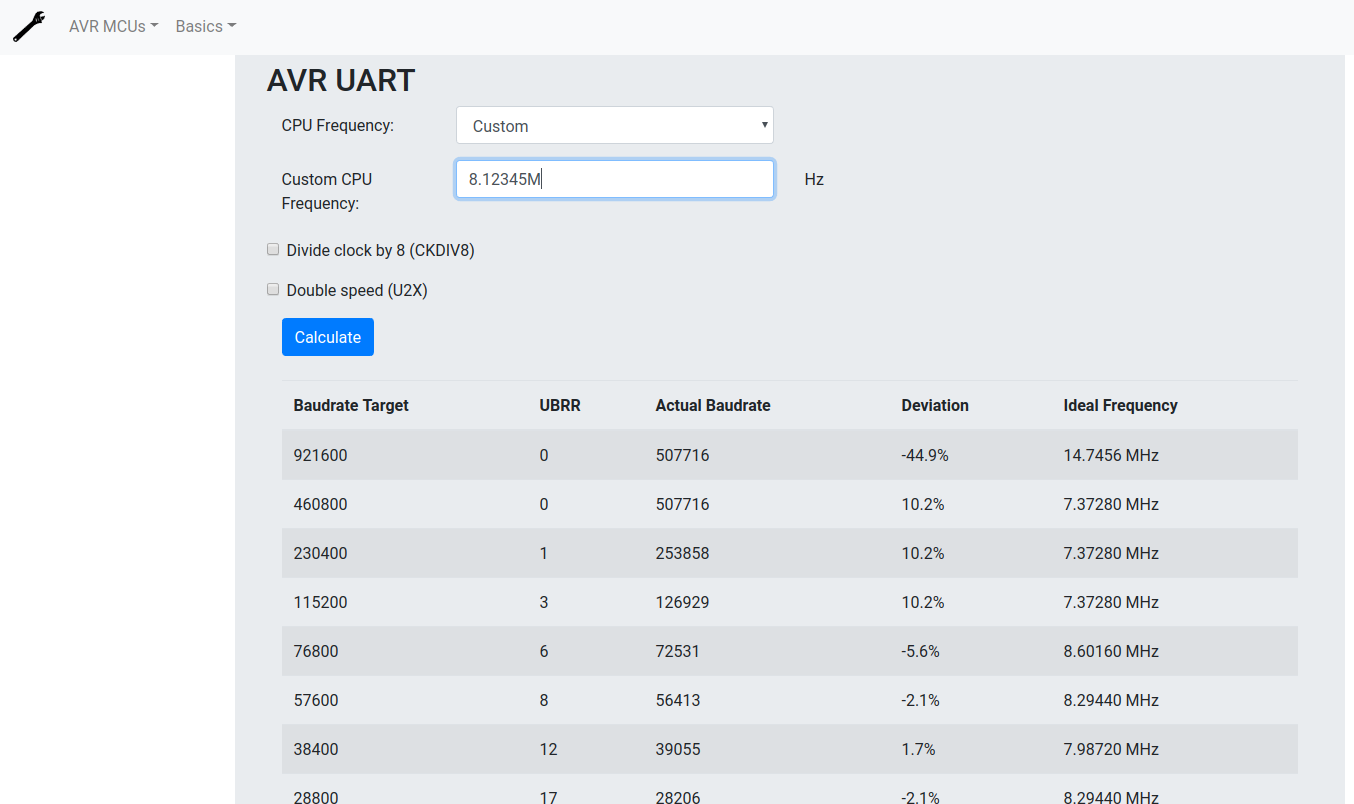 AVR MCUs Basics
AVR UART
CPU Frequency: Custom
Custom CPU Frequency: 8.12345M Hz
Divide clock by 8 (CKDIV8)
Double speed (U2X)
Calculate
Baudrate Target UBRR Actual Baudrate Deviation Ideal Frequency
921600 0 507716 -44.9% 14.7456 MHz
460800 0 507716 10.2% 7.37280 MHz
230400 1 253858 10.2% 7.37280 MHz
115200 3 126929 10.2% 7.37280 MHz
76800 6 72531 -5.6% 8.60160 MHz
57600 8 56413 -2.1% 8.29440 MHz
38400 12 39055 1.7% 7.98720 MHz
28800 17 28206 -2.1% 8.29440 MHz